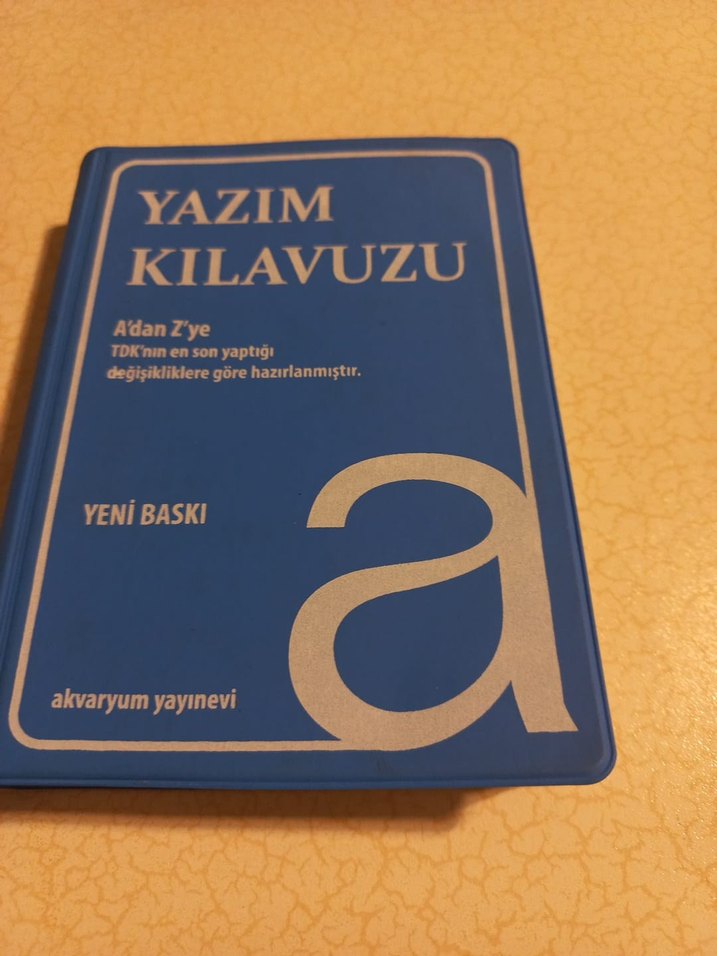 YAZIM
KILAVUZU
A'dan Z'ye
TDK'nın en son yaptığı
değişikliklere göre hazırlanmıştır.
YENİ BASKI
a
akvaryum yayınevi